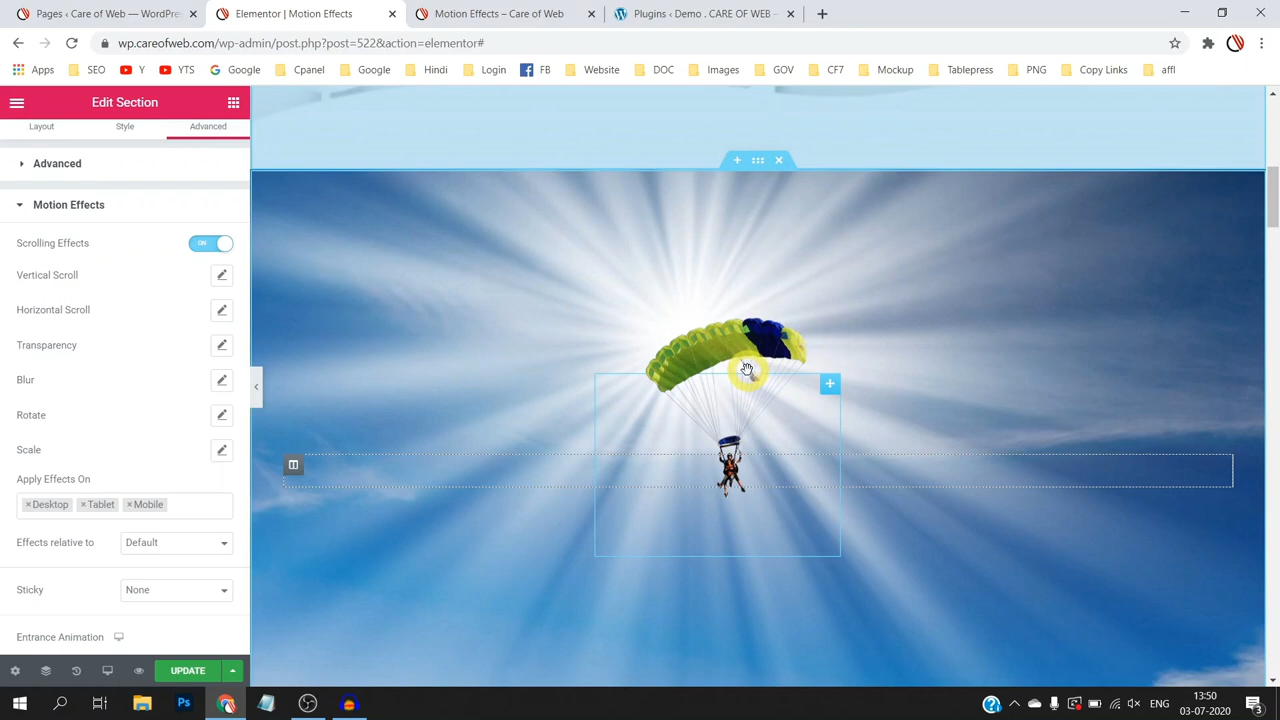 Pages ‹ Care of Web — WordPres
Elementor | Motion Effects
Motion Effects – Care of Web
Plugins ‹ Demo . CARE OF WEB —
wp.careofweb.com/wp-admin/post.php?post=522&action=elementor#
Apps SEO Y YTS Google Cpanel Google Hindi Login FB Website DOC Images GOV CF7 Mockup Tablepress PNG Copy Links affl
Edit Section
Layout Style Advanced
Advanced
Motion Effects
Scrolling Effects ON
Vertical Scroll
Horizontal Scroll
Transparency
Blur
Rotate
Scale
Apply Effects On
×Desktop ×Tablet ×Mobile
Effects relative to Default
Sticky None
Entrance Animation
UPDATE
Ps
ENG
13:50
03-07-2020
3